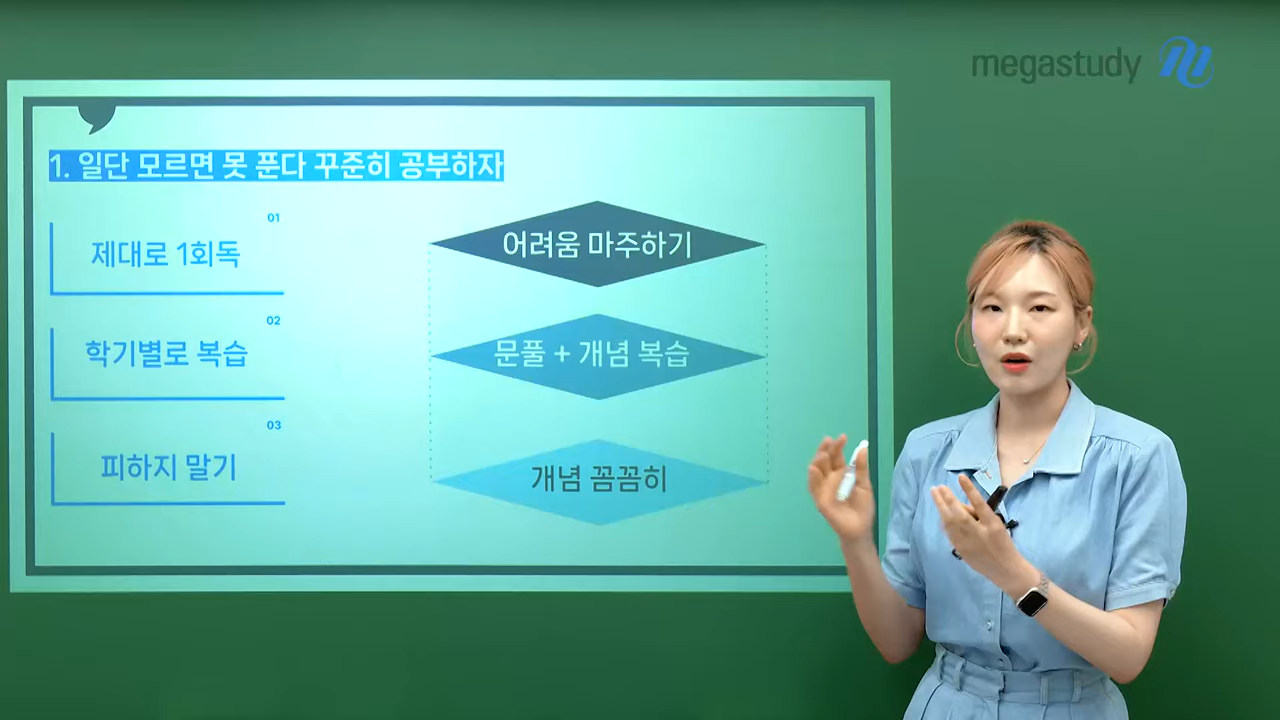 megastudy
1. 일단 모르면 못 푼다 꾸준히 공부하자
01
제대로 1회독
02
학기별로 복습
03
피하지 말기
어려움 마주하기
문풀 + 개념 복습
개념 꼼꼼히